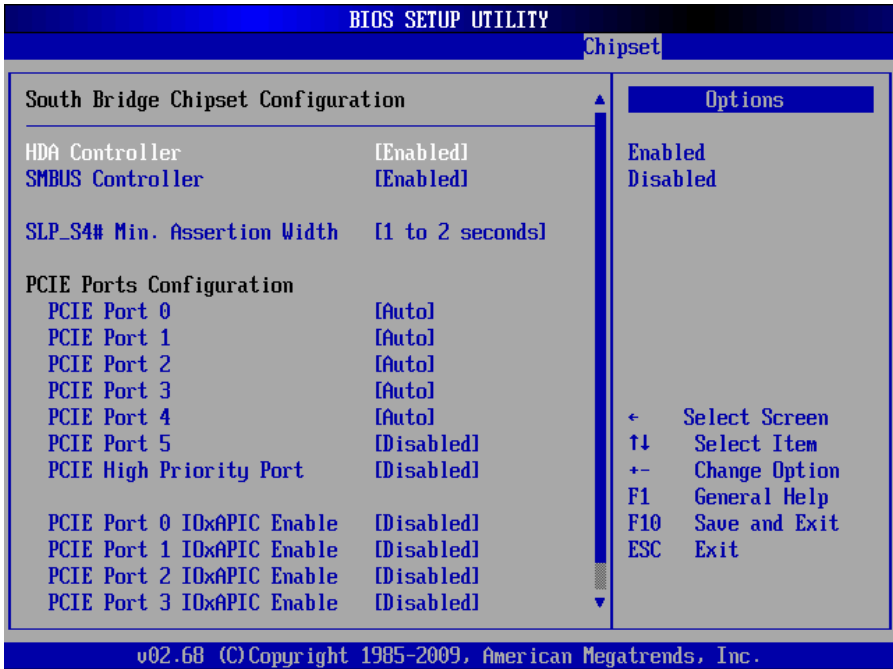 BIOS SETUP UTILITY
Chipset
South Bridge Chipset Configuration
HDA Controller [Enabled]
SMBUS Controller [Enabled]
SLP_S4# Min. Assertion Width [1 to 2 seconds]
PCIE Ports Configuration
PCIE Port 0 [Auto]
PCIE Port 1 [Auto]
PCIE Port 2 [Auto]
PCIE Port 3 [Auto]
PCIE Port 4 [Auto]
PCIE Port 5 [Disabled]
PCIE High Priority Port [Disabled]
PCIE Port 0 IOxAPIC Enable [Disabled]
PCIE Port 1 IOxAPIC Enable [Disabled]
PCIE Port 2 IOxAPIC Enable [Disabled]
PCIE Port 3 IOxAPIC Enable [Disabled]
Options
Enabled
Disabled
← Select Screen
↑↓ Select Item
+- Change Option
F1 General Help
F10 Save and Exit
ESC Exit
v02.68 (C)Copyright 1985-2009, American Megatrends, Inc.